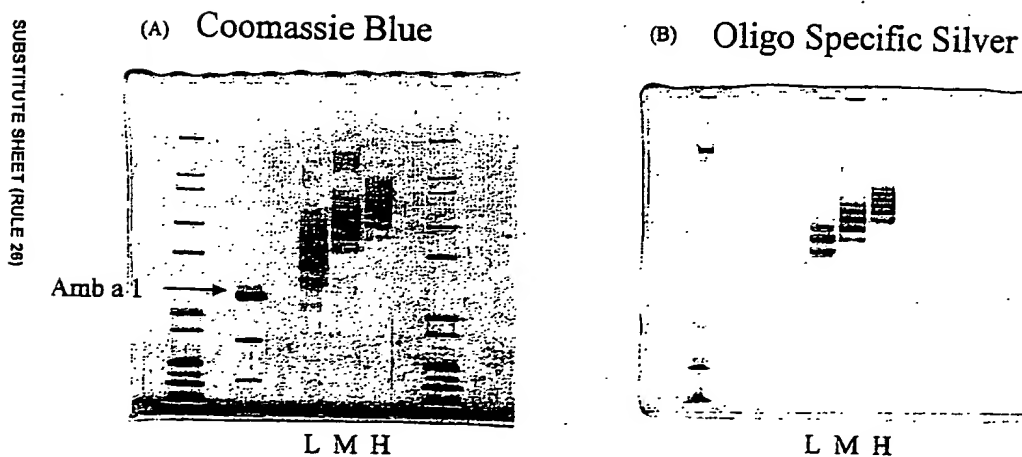 SUBSTITUTE SHEET (RULE 26)
(A) Coomassie Blue
(B) Oligo Specific Silver
Amb a 1
L M H
L M H